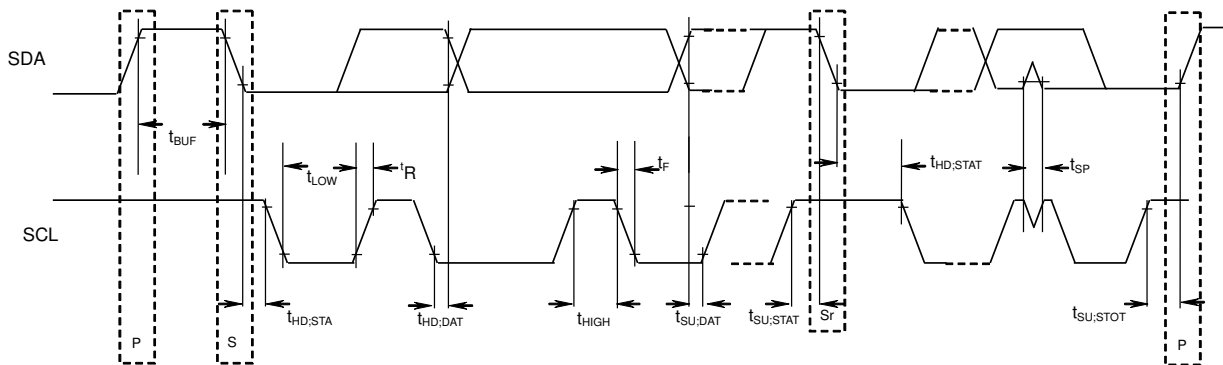 SDA
tBUF
tLOW
tR
tF
tHD;STAT
tSP
SCL
tHD;STA
tHD;DAT
tHIGH
tSU;DAT
tSU;STAT
Sr
tSU;STOT
P
S
P